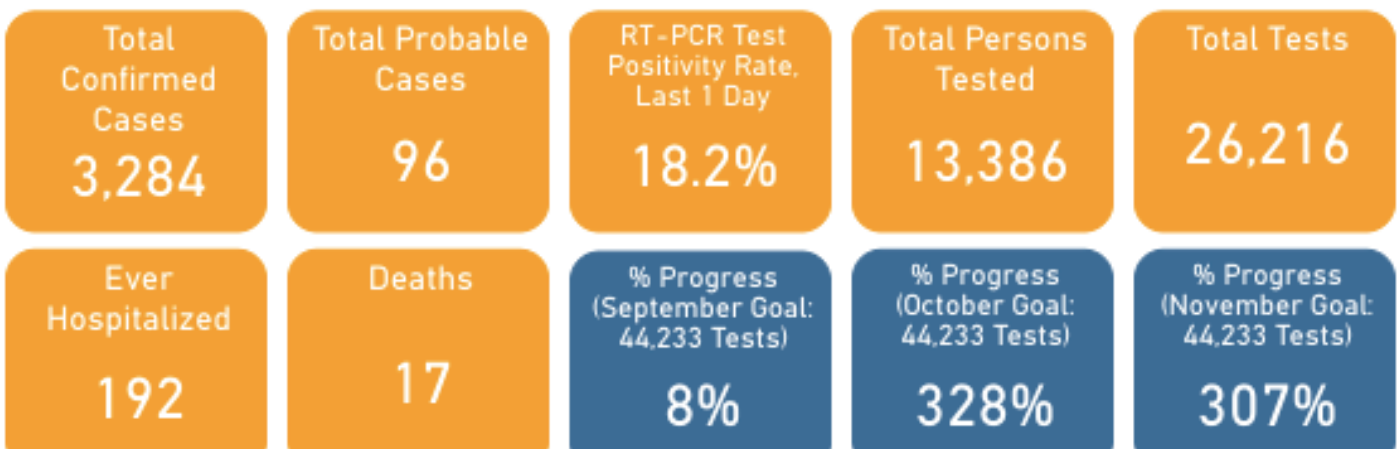 Total
Confirmed
Cases
3,284
Total Probable
Cases
96
RT-PCR Test
Positivity Rate,
Last 1 Day
18.2%
Total Persons
Tested
13,386
Total Tests
26,216
Ever
Hospitalized
192
Deaths
17
% Progress
(September Goal:
44,233 Tests)
8%
% Progress
(October Goal:
44,233 Tests)
328%
% Progress
(November Goal:
44,233 Tests)
307%